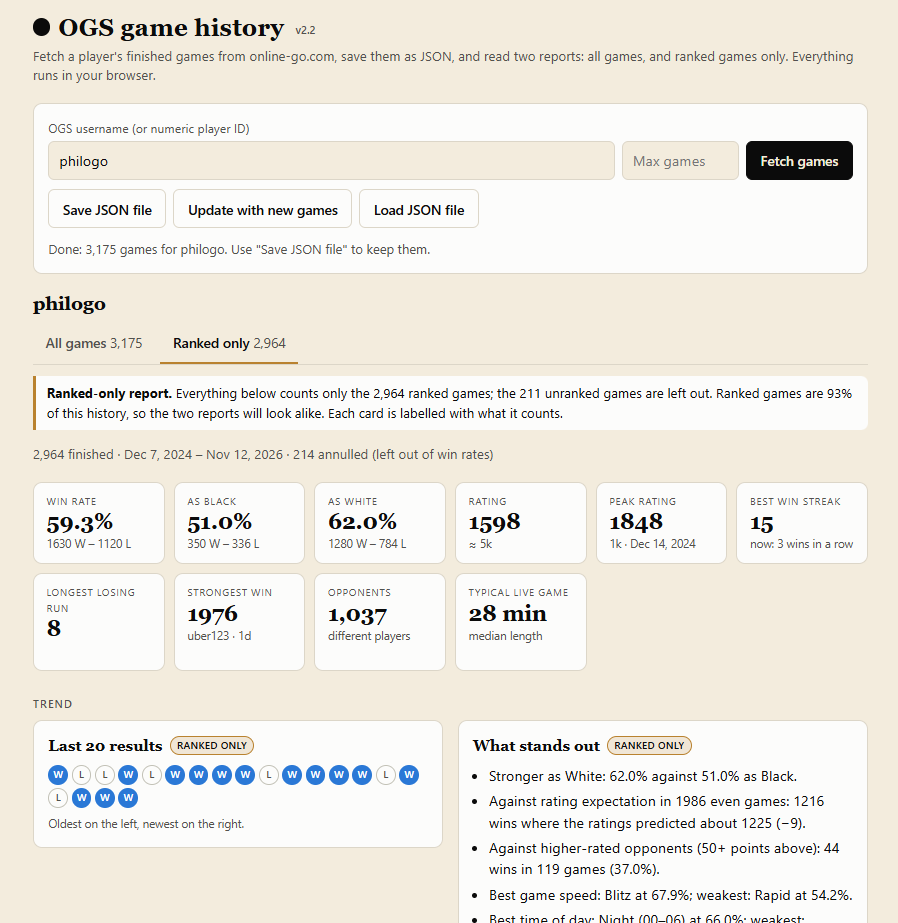 OGS game history v2.2
Fetch a player's finished games from online-go.com, save them as JSON, and read two reports: all games, and ranked games only. Everything
runs in your browser.
OGS username (or numeric player ID)
philogo
Max games
Fetch games
Save JSON file
Update with new games
Load JSON file
Done: 3,175 games for philogo. Use "Save JSON file" to keep them.
philogo
All games 3,175
Ranked only 2,964
Ranked-only report. Everything below counts only the 2,964 ranked games; the 211 unranked games are left out. Ranked games are 93%
of this history, so the two reports will look alike. Each card is labelled with what it counts.
2,964 finished · Dec 7, 2024 – Nov 12, 2026 · 214 annulled (left out of win rates)
WIN RATE
59.3%
1630 W – 1120 L
AS BLACK
51.0%
350 W – 336 L
AS WHITE
62.0%
1280 W – 784 L
RATING
1598
≈ 5k
PEAK RATING
1848
1k · Dec 14, 2024
BEST WIN STREAK
15
now: 3 wins in a row
LONGEST LOSING
RUN
8
STRONGEST WIN
1976
uber123 · 1d
OPPONENTS
1,037
different players
TYPICAL LIVE GAME
28 min
median length
TREND
Last 20 results RANKED ONLY
W L L W L W W W W L W W W W L W
L W W W
Oldest on the left, newest on the right.
What stands out RANKED ONLY
• Stronger as White: 62.0% against 51.0% as Black.
• Against rating expectation in 1986 even games: 1216
wins where the ratings predicted about 1225 (−9).
• Against higher-rated opponents (50+ points above): 44
wins in 119 games (37.0%).
• Best game speed: Blitz at 67.9%; weakest: Rapid at 54.2%.
• Best time of day: Night (00–06) at 66.0%; weakest: